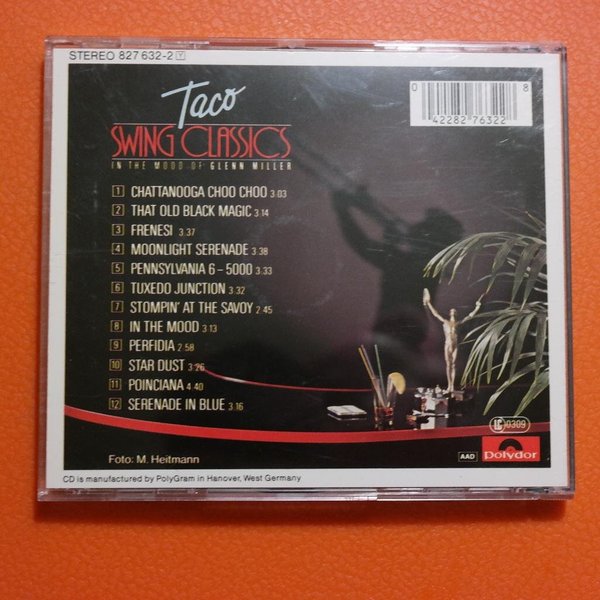 STEREO 827 632-2 Y
Taco
SWING CLASSICS
IN THE MOOD OF GLENN MILLER
0 42282 76322 8
1 CHATTANOOGA CHOO CHOO 3.03
2 THAT OLD BLACK MAGIC 3.14
3 FRENESI 3.37
4 MOONLIGHT SERENADE 3.38
5 PENNSYLVANIA 6-5000 3.33
6 TUXEDO JUNCTION 3.32
7 STOMPIN' AT THE SAVOY 2.45
8 IN THE MOOD 3.13
9 PERFIDIA 2.58
10 STAR DUST 3.26
11 POINCIANA 4.40
12 SERENADE IN BLUE 3.16
LC 0309
Foto: M. Heitmann
AAD
polydor
CD is manufactured by PolyGram in Hanover, West Germany